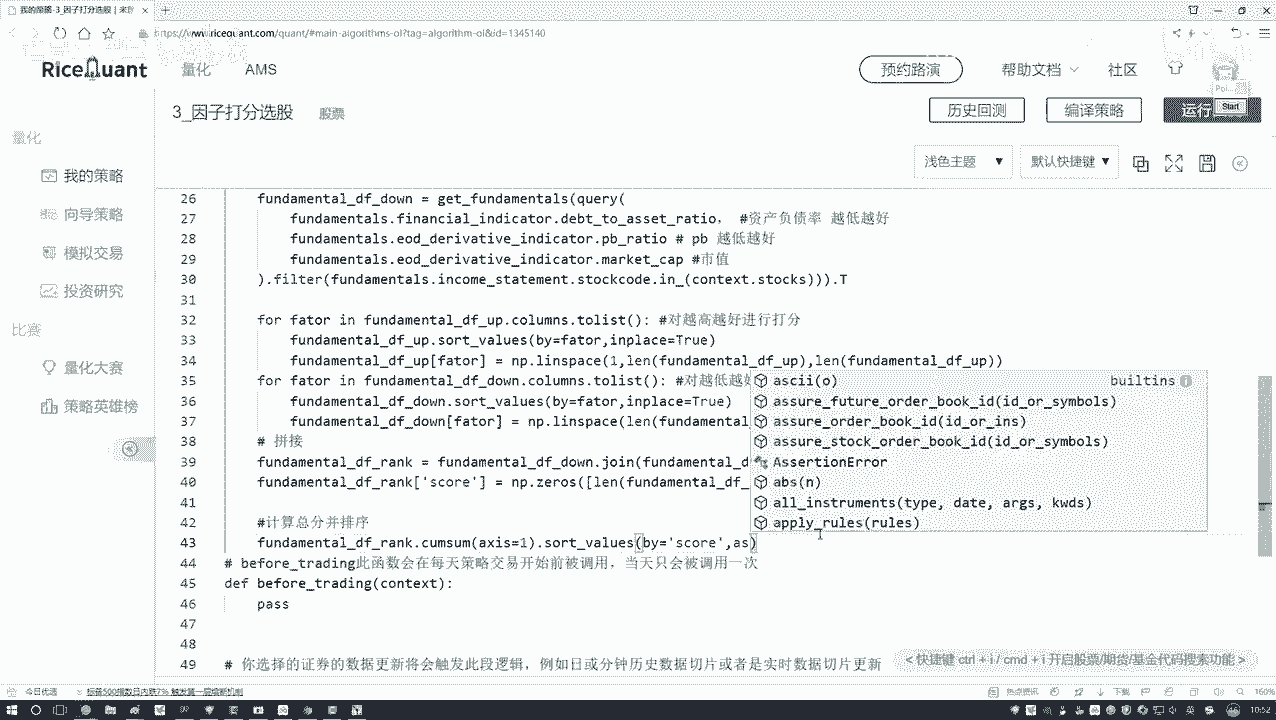 我的策略-3_因子打分选股
https://www.ricequant.com/quant/#main-algorithms-ol?tag=algorithm-ol&id=1345140
RiceQuant 量化 AMS 预约路演 帮助文档 社区
3_因子打分选股 股票 历史回测 编译策略 运行 Start
量化
浅色主题 默认快捷键
我的策略
向导策略
模拟交易
投资研究
比赛
量化大赛
策略英雄榜
26 fundamental_df_down = get_fundamentals(query(
27 fundamentals.financial_indicator.debt_to_asset_ratio, #资产负债率 越低越好
28 fundamentals.eod_derivative_indicator.pb_ratio # pb 越低越好
29 fundamentals.eod_derivative_indicator.market_cap #市值
30 ).filter(fundamentals.income_statement.stockcode.in_(context.stocks))).T
31
32 for fator in fundamental_df_up.columns.tolist(): #对越高越好进行打分
33 fundamental_df_up.sort_values(by=fator,inplace=True)
34 fundamental_df_up[fator] = np.linspace(1,len(fundamental_df_up),len(fundamental_df_up))
35 for fator in fundamental_df_down.columns.tolist(): #对越低越
36 fundamental_df_down.sort_values(by=fator,inplace=True)
37 fundamental_df_down[fator] = np.linspace(len(fundamental_
38 # 拼接
39 fundamental_df_rank = fundamental_df_down.join(fundamental_d
40 fundamental_df_rank['score'] = np.zeros([len(fundamental_df_
41
42 #计算总分并排序
43 fundamental_df_rank.cumsum(axis=1).sort_values(by='score',as)
44 # before_trading此函数会在每天策略交易开始前被调用，当天只会被调用一次
45 def before_trading(context):
46 pass
47
48
49 # 你选择的证券的数据更新将会触发此段逻辑，例如日或分钟历史数据切片或者是实时数据切片更新
ascii(o) builtins
assure_future_order_book_id(id_or_symbols)
assure_order_book_id(id_or_ins)
assure_stock_order_book_id(id_or_symbols)
AssertionError
abs(n)
all_instruments(type, date, args, kwds)
apply_rules(rules)
<快捷键 ctrl + i / cmd + i 开启股票/期货/基金代码搜索功能>
今日优选
热点资讯
下载
160%
英
10:52